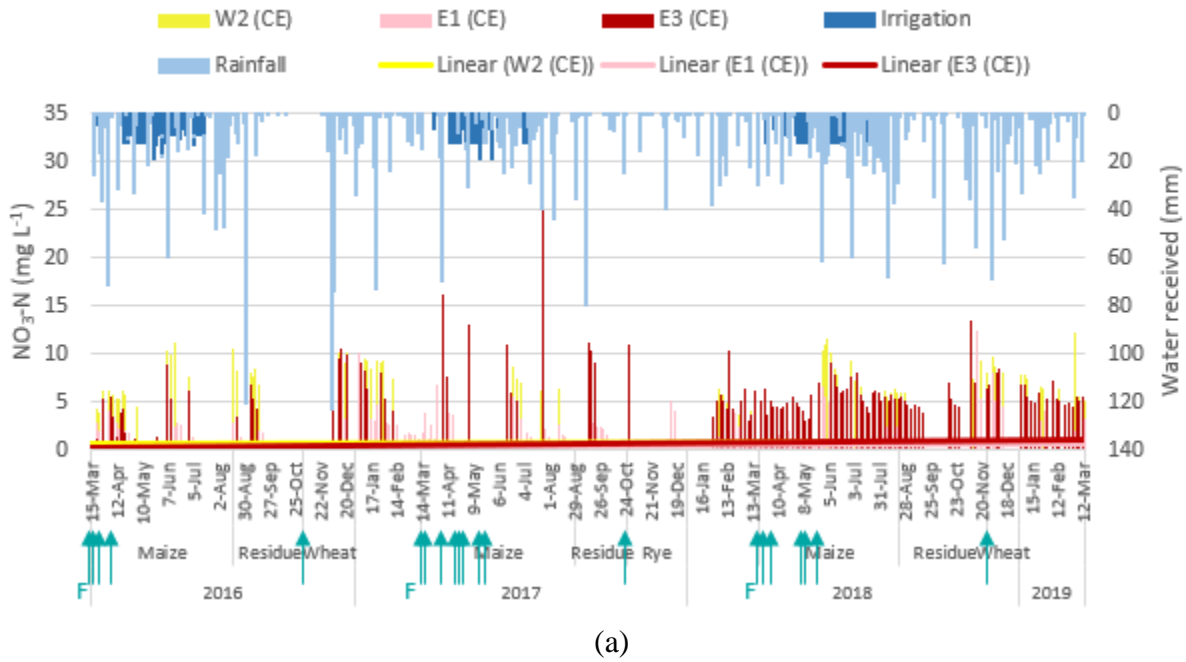 W2 (CE) E1 (CE) E3 (CE) Irrigation
Rainfall Linear (W2 (CE)) Linear (E1 (CE)) Linear (E3 (CE))
NO₃-N (mg L⁻¹)
35
30
25
20
15
10
5
0
0
20
40
60
80
100
120
140
Water received (mm)
15-Mar 12-Apr 10-May 7-Jun 5-Jul 2-Aug 30-Aug 27-Sep 25-Oct 22-Nov 20-Dec 17-Jan 14-Feb 14-Mar 11-Apr 9-May 6-Jun 4-Jul 1-Aug 29-Aug 26-Sep 24-Oct 21-Nov 19-Dec 16-Jan 13-Feb 13-Mar 10-Apr 8-May 5-Jun 3-Jul 31-Jul 28-Aug 25-Sep 23-Oct 20-Nov 18-Dec 15-Jan 12-Feb 12-Mar
Maize Residue Wheat Maize Residue Rye Maize Residue Wheat
F F F
2016 2017 2018 2019
(a)